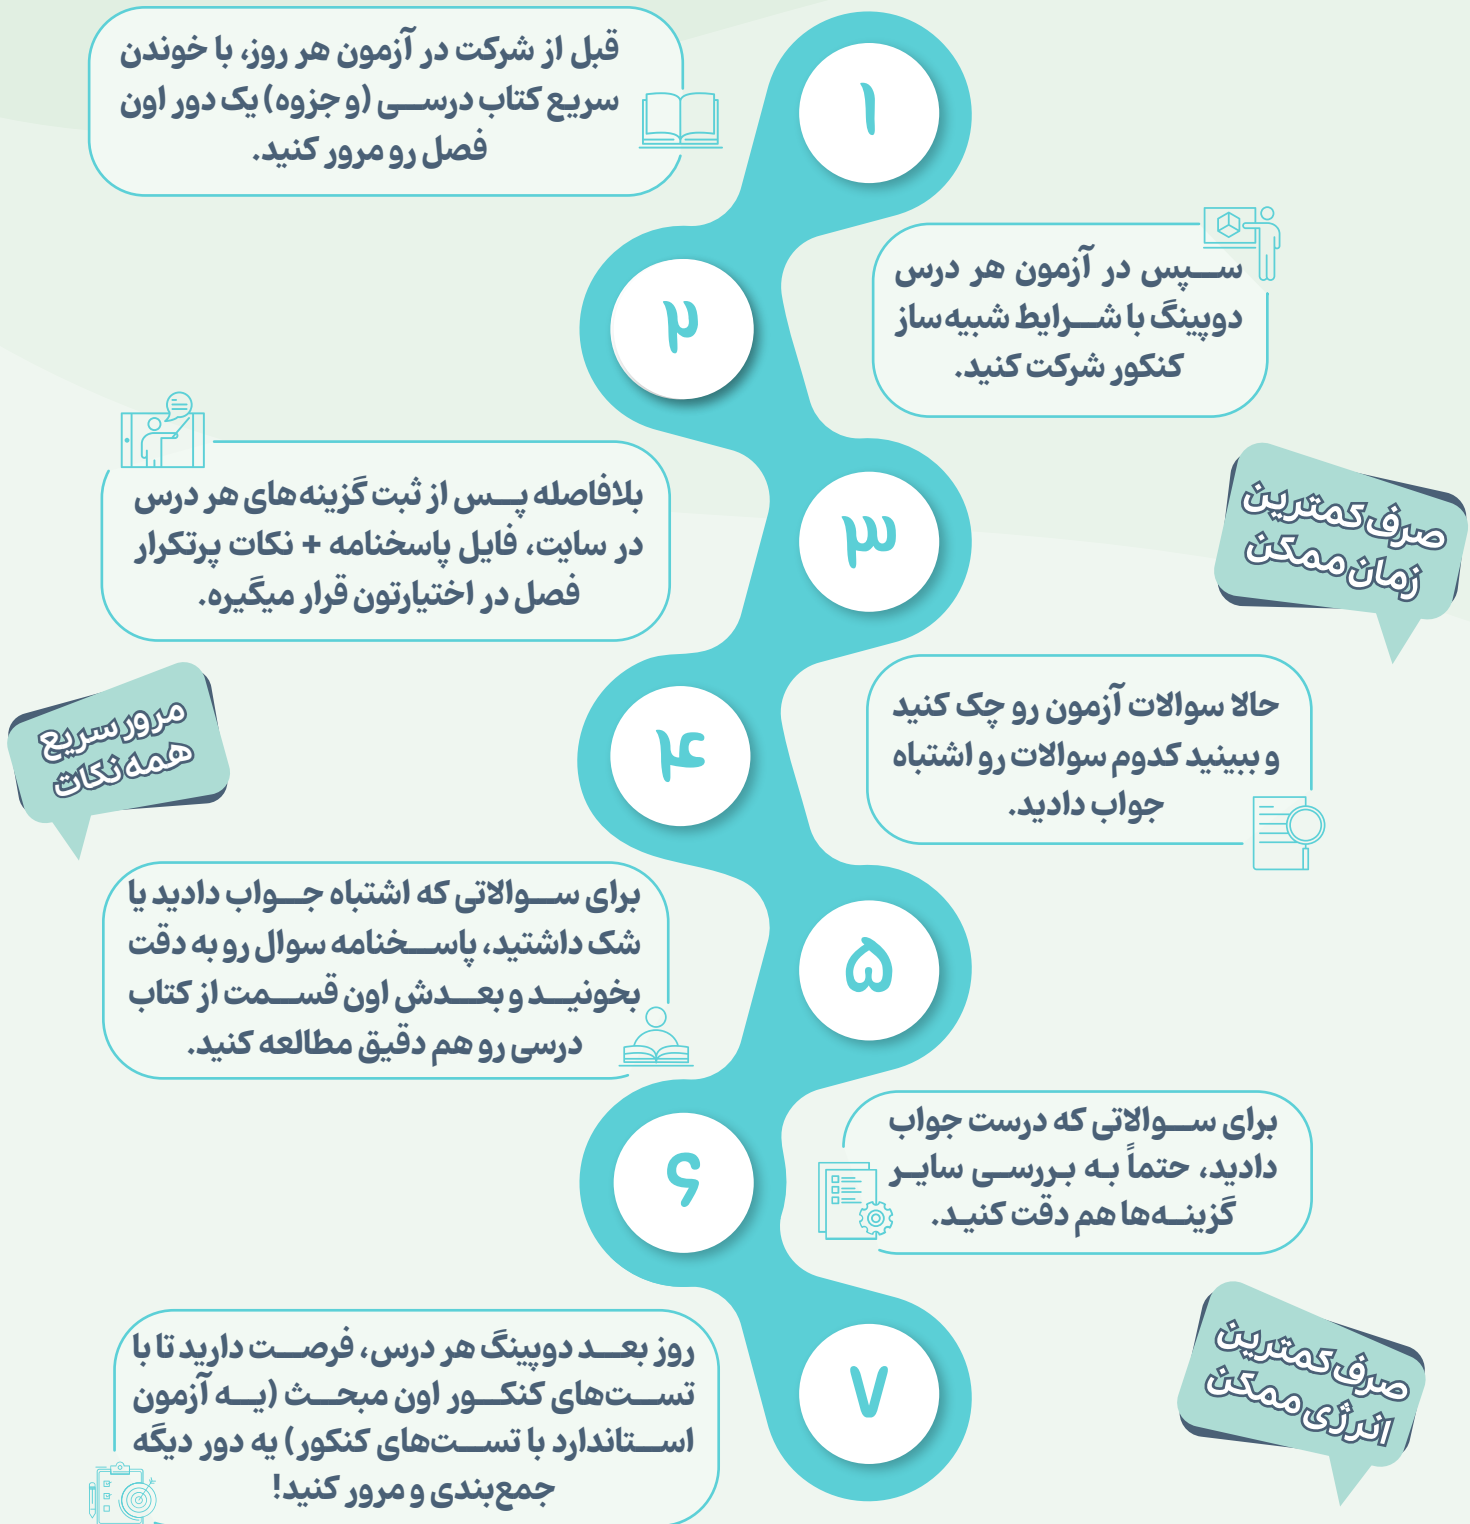 ۱
قبل از شرکت در آزمون هر روز، با خوندن
سریع کتاب درسی (و جزوه) یک دور اون
فصل رو مرور کنید.
۲
سپس در آزمون هر درس
دوپینگ با شرایط شبیه‌ساز
کنکور شرکت کنید.
۳
بلافاصله پس از ثبت گزینه‌های هر درس
در سایت، فایل پاسخنامه + نکات پرتکرار
فصل در اختیارتون قرار میگیره.
صرف کمترین
زمان ممکن
۴
حالا سوالات آزمون رو چک کنید
و ببینید کدوم سوالات رو اشتباه
جواب دادید.
مرور سریع
همه نکات
۵
برای سوالاتی که اشتباه جواب دادید یا
شک داشتید، پاسخنامه سوال رو به دقت
بخونید و بعدش اون قسمت از کتاب
درسی رو هم دقیق مطالعه کنید.
۶
برای سوالاتی که درست جواب
دادید، حتماً به بررسی سایر
گزینه‌ها هم دقت کنید.
۷
روز بعد دوپینگ هر درس، فرصت دارید تا با
تست‌های کنکور اون مبحث (یه آزمون
استاندارد با تست‌های کنکور) یه دور دیگه
جمع‌بندی و مرور کنید!
صرف کمترین
انرژی ممکن